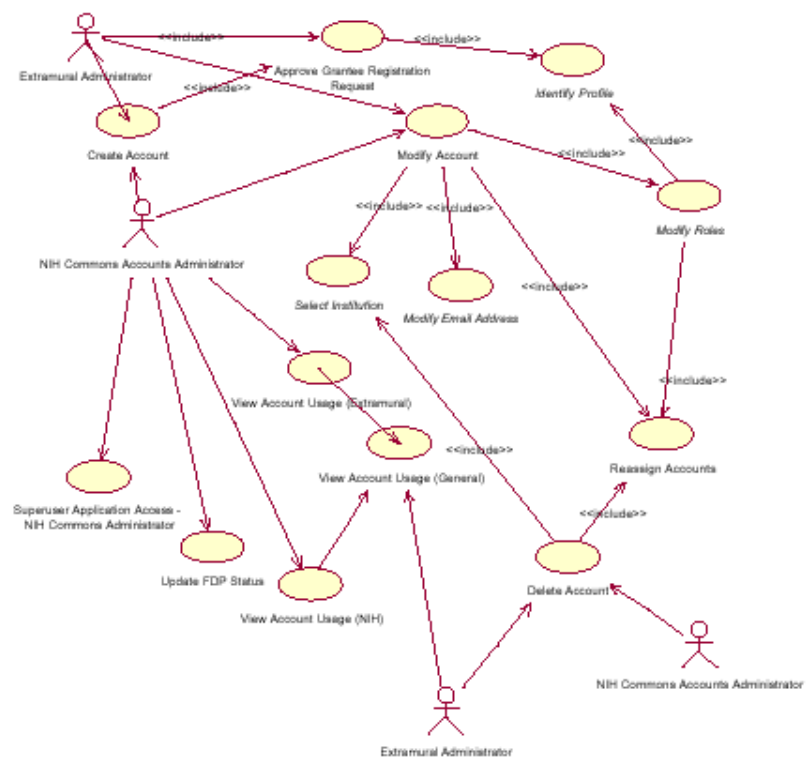 <<include>>
<<include>>
Extramural Administrator
Approve Grantee Registration
Request
<<include>>
Identify Profile
Create Account
Modify Account
<<include>>
<<include>>
<<include>>
<<include>>
Modify Roles
NIH Commons Accounts Administrator
Select Institution
Modify Email Address
<<include>>
View Account Usage (Extramural)
<<include>>
<<include>>
View Account Usage (General)
Reassign Accounts
Superuser Application Access -
NIH Commons Administrator
<<include>>
Update FDP Status
View Account Usage (NIH)
Delete Account
NIH Commons Accounts Administrator
Extramural Administrator